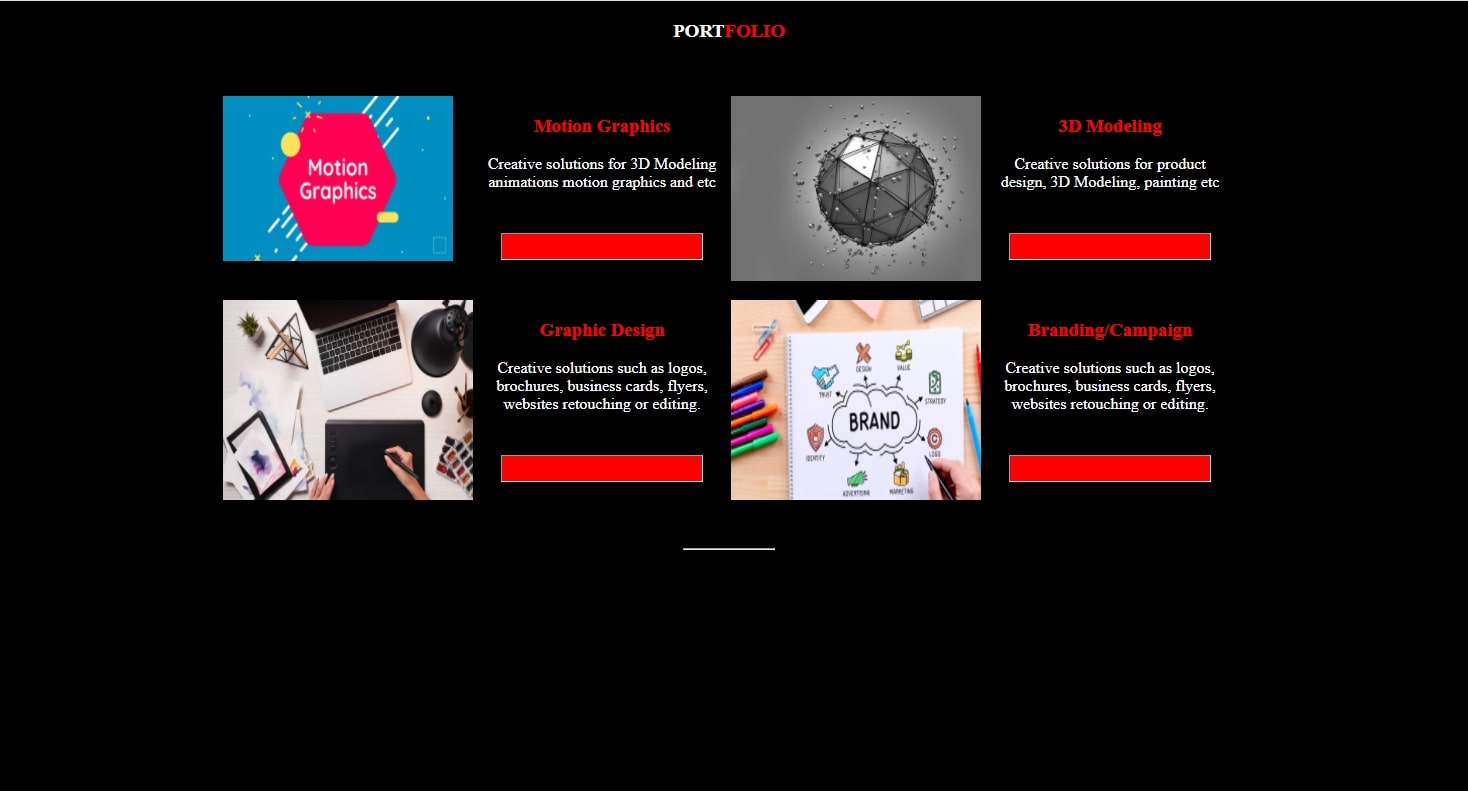 PORTFOLIO
Motion
Graphics
Motion Graphics
Creative solutions for 3D Modeling
animations motion graphics and etc
3D Modeling
Creative solutions for product
design, 3D Modeling, painting etc
Graphic Design
Creative solutions such as logos,
brochures, business cards, flyers,
websites retouching or editing.
DESIGN
VALUE
TRUST
STRATEGY
BRAND
IDENTITY
LOGO
ADVERTISING
MARKETING
Branding/Campaign
Creative solutions such as logos,
brochures, business cards, flyers,
websites retouching or editing.